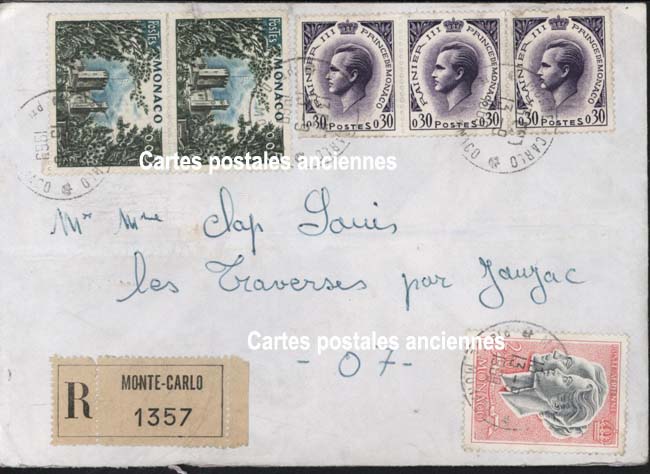 POSTES MONACO
POSTES MONACO
RAINIER III PRINCE DE MONACO
0.30 POSTES 0.30
RAINIER III PRINCE DE MONACO
0.30 POSTES 0.30
RAINIER III PRINCE DE MONACO
0.30 POSTES 0.30
Cartes postales anciennes
Mr Mme Clap Louis
les Traverses par Jaujac
Cartes postales anciennes
- 07 -
R MONTE-CARLO
1357
MONACO